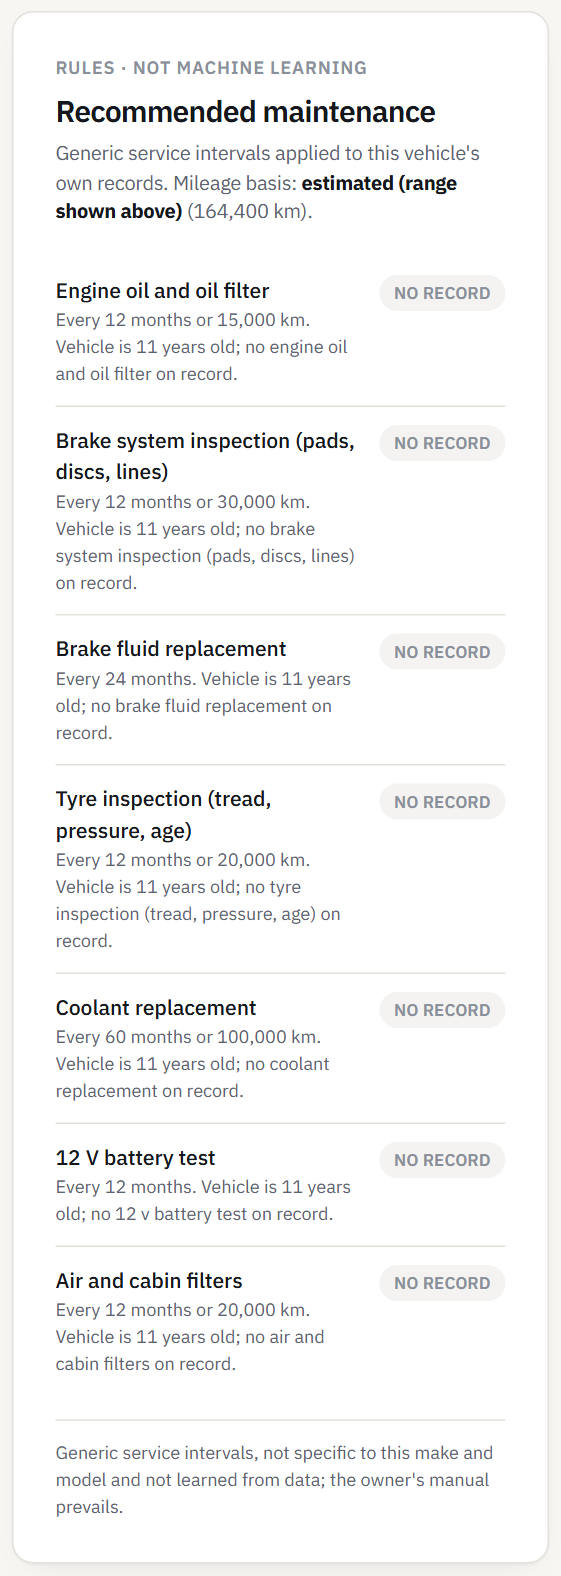 RULES · NOT MACHINE LEARNING
Recommended maintenance
Generic service intervals applied to this vehicle's
own records. Mileage basis: estimated (range
shown above) (164,400 km).
Engine oil and oil filter
NO RECORD
Every 12 months or 15,000 km.
Vehicle is 11 years old; no engine oil
and oil filter on record.
Brake system inspection (pads,
discs, lines)
NO RECORD
Every 12 months or 30,000 km.
Vehicle is 11 years old; no brake
system inspection (pads, discs, lines)
on record.
Brake fluid replacement
NO RECORD
Every 24 months. Vehicle is 11 years
old; no brake fluid replacement on
record.
Tyre inspection (tread,
pressure, age)
NO RECORD
Every 12 months or 20,000 km.
Vehicle is 11 years old; no tyre
inspection (tread, pressure, age) on
record.
Coolant replacement
NO RECORD
Every 60 months or 100,000 km.
Vehicle is 11 years old; no coolant
replacement on record.
12 V battery test
NO RECORD
Every 12 months. Vehicle is 11 years
old; no 12 v battery test on record.
Air and cabin filters
NO RECORD
Every 12 months or 20,000 km.
Vehicle is 11 years old; no air and
cabin filters on record.
Generic service intervals, not specific to this make and
model and not learned from data; the owner's manual
prevails.